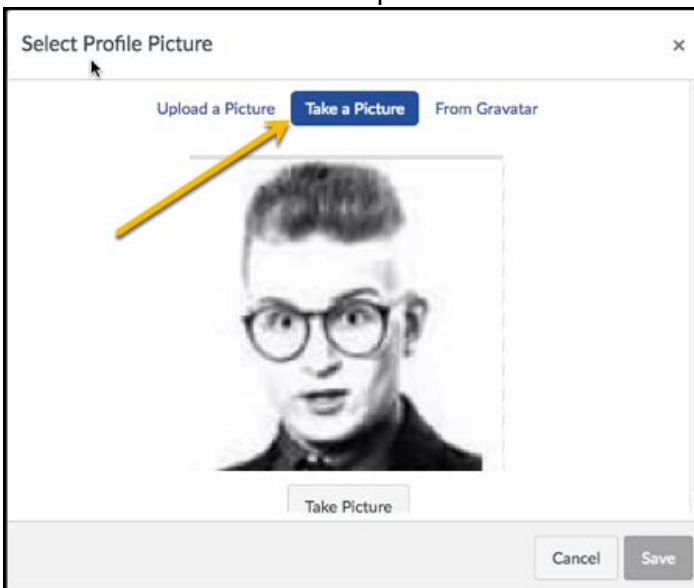 Select Profile Picture ×
Upload a Picture Take a Picture From Gravatar
Take Picture
Cancel Save